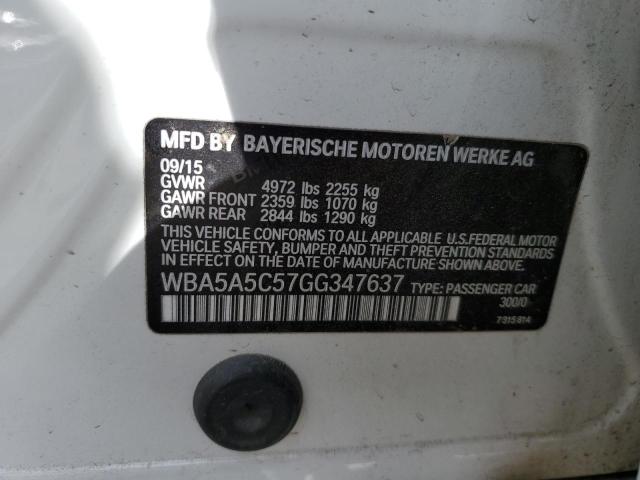 MFD BY BAYERISCHE MOTOREN WERKE AG
09/15
GVWR 4972 lbs 2255 kg
GAWR FRONT 2359 lbs 1070 kg
GAWR REAR 2844 lbs 1290 kg
THIS VEHICLE CONFORMS TO ALL APPLICABLE U.S.FEDERAL MOTOR
VEHICLE SAFETY, BUMPER AND THEFT PREVENTION STANDARDS
IN EFFECT ON THE DATE OF MANUFACTURE SHOWN ABOVE.
WBA5A5C57GG347637 TYPE: PASSENGER CAR
300/0
7315814